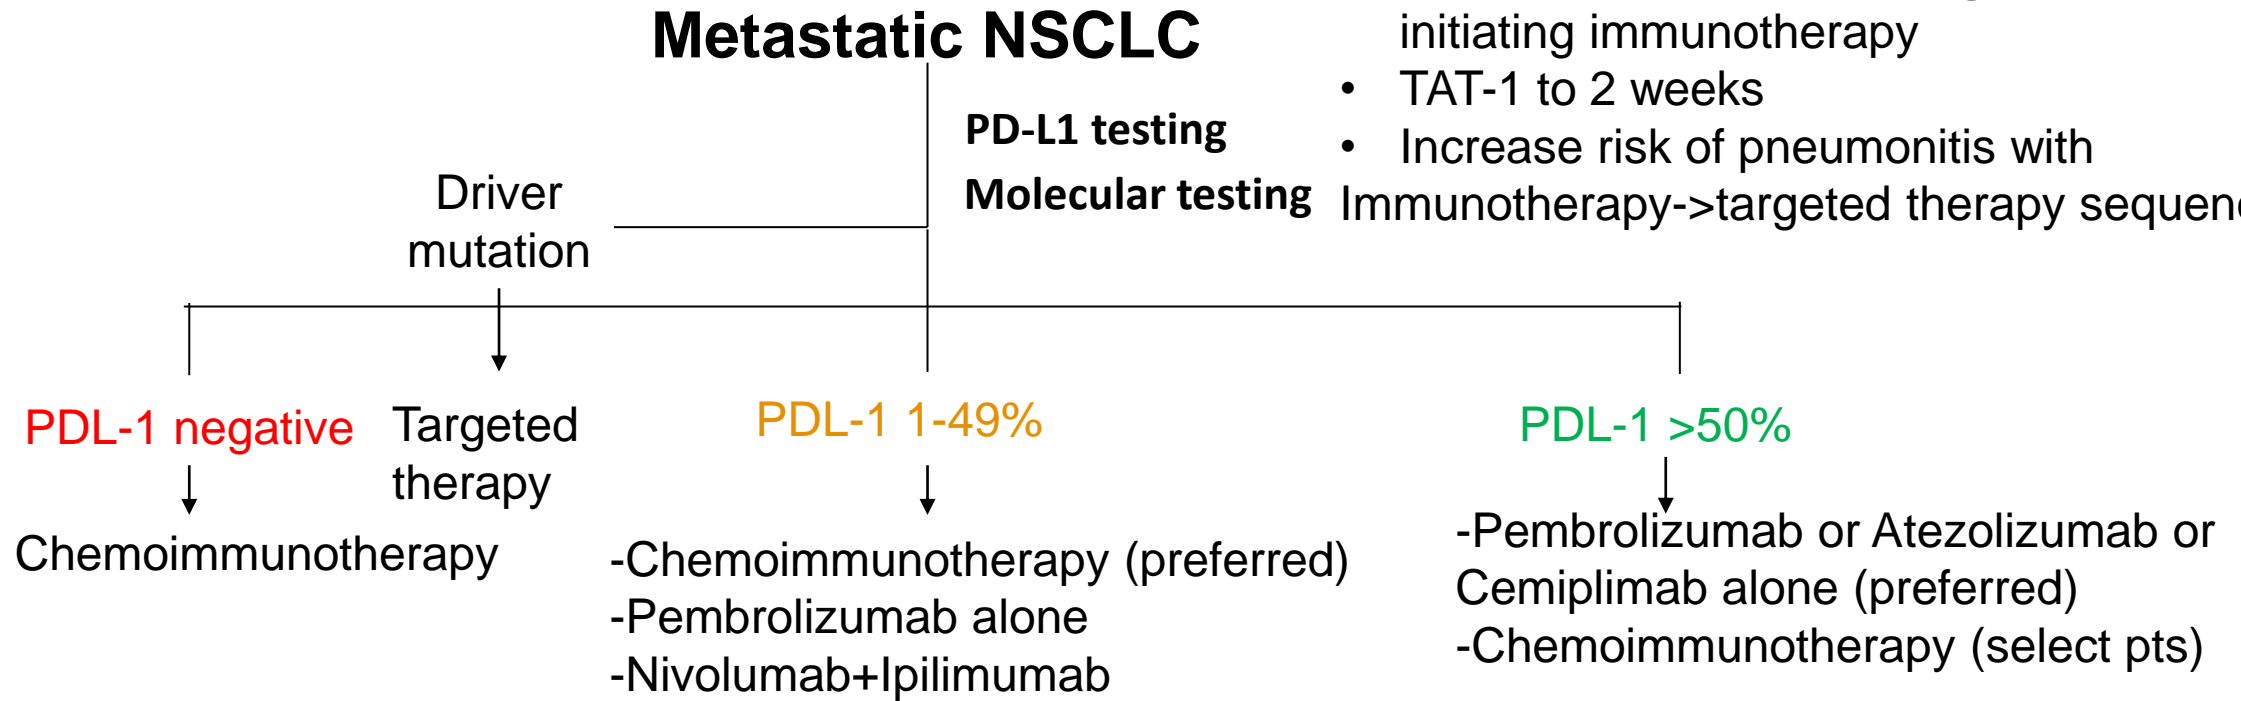 Metastatic NSCLC
initiating immunotherapy
• TAT-1 to 2 weeks
• Increase risk of pneumonitis with
Immunotherapy->targeted therapy
PD-L1 testing
Molecular testing
Driver
mutation
PDL-1 negative
Chemoimmunotherapy
Targeted
therapy
PDL-1 1-49%
-Chemoimmunotherapy (preferred)
-Pembrolizumab alone
-Nivolumab+Ipilimumab
PDL-1 >50%
-Pembrolizumab or Atezolizumab or
Cemiplimab alone (preferred)
-Chemoimmunotherapy (select pts)